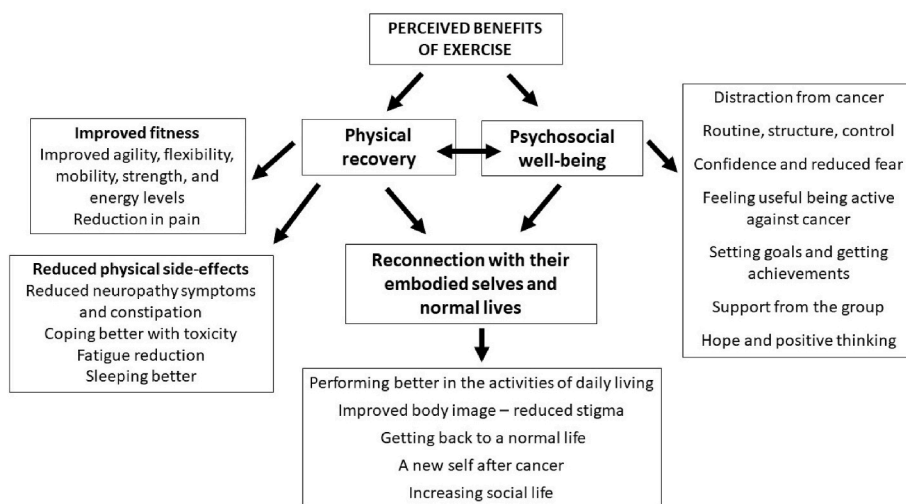 PERCEIVED BENEFITS
OF EXERCISE
Physical
recovery
Psychosocial
well-being
Improved fitness
Improved agility, flexibility,
mobility, strength, and
energy levels
Reduction in pain
Reduced physical side-effects
Reduced neuropathy symptoms
and constipation
Coping better with toxicity
Fatigue reduction
Sleeping better
Reconnection with their
embodied selves and
normal lives
Performing better in the activities of daily living
Improved body image – reduced stigma
Getting back to a normal life
A new self after cancer
Increasing social life
Distraction from cancer
Routine, structure, control
Confidence and reduced fear
Feeling useful being active
against cancer
Setting goals and getting
achievements
Support from the group
Hope and positive thinking